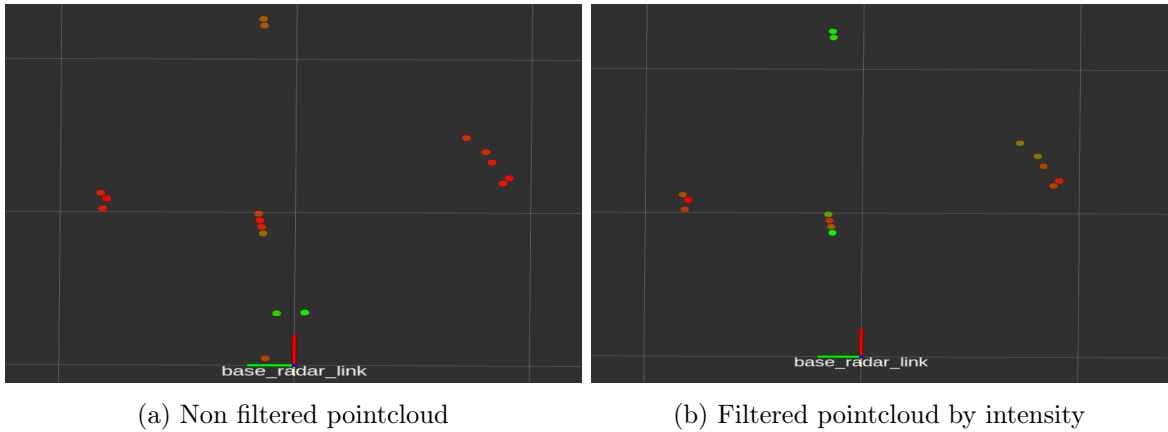 base_radar_link
base_radar_link
(a) Non filtered pointcloud
(b) Filtered pointcloud by intensity